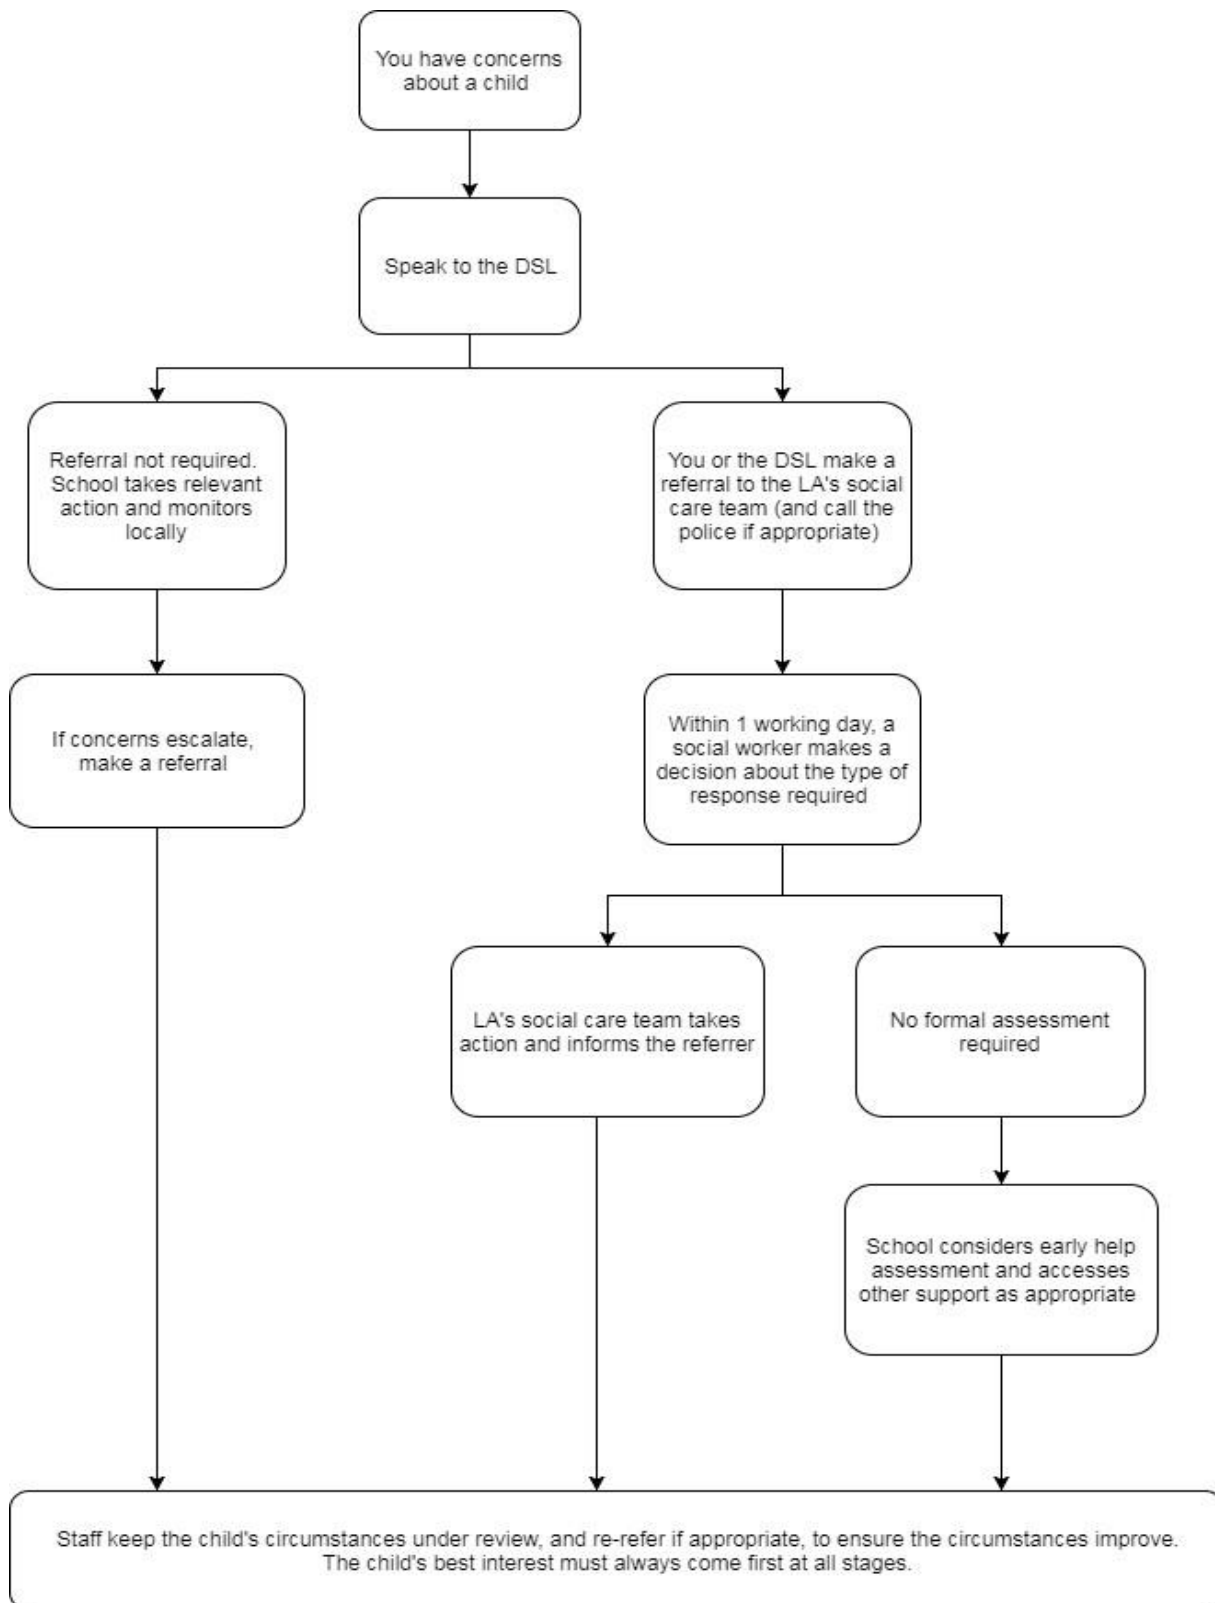 You have concerns
about a child
Speak to the DSL
Referral not required.
School takes relevant
action and monitors
locally
You or the DSL make a
referral to the LA's social
care team (and call the
police if appropriate)
If concerns escalate,
make a referral
Within 1 working day, a
social worker makes a
decision about the type of
response required
LA's social care team takes
action and informs the referrer
No formal assessment
required
School considers early help
assessment and accesses
other support as appropriate
Staff keep the child's circumstances under review, and re-refer if appropriate, to ensure the circumstances improve.
The child's best interest must always come first at all stages.